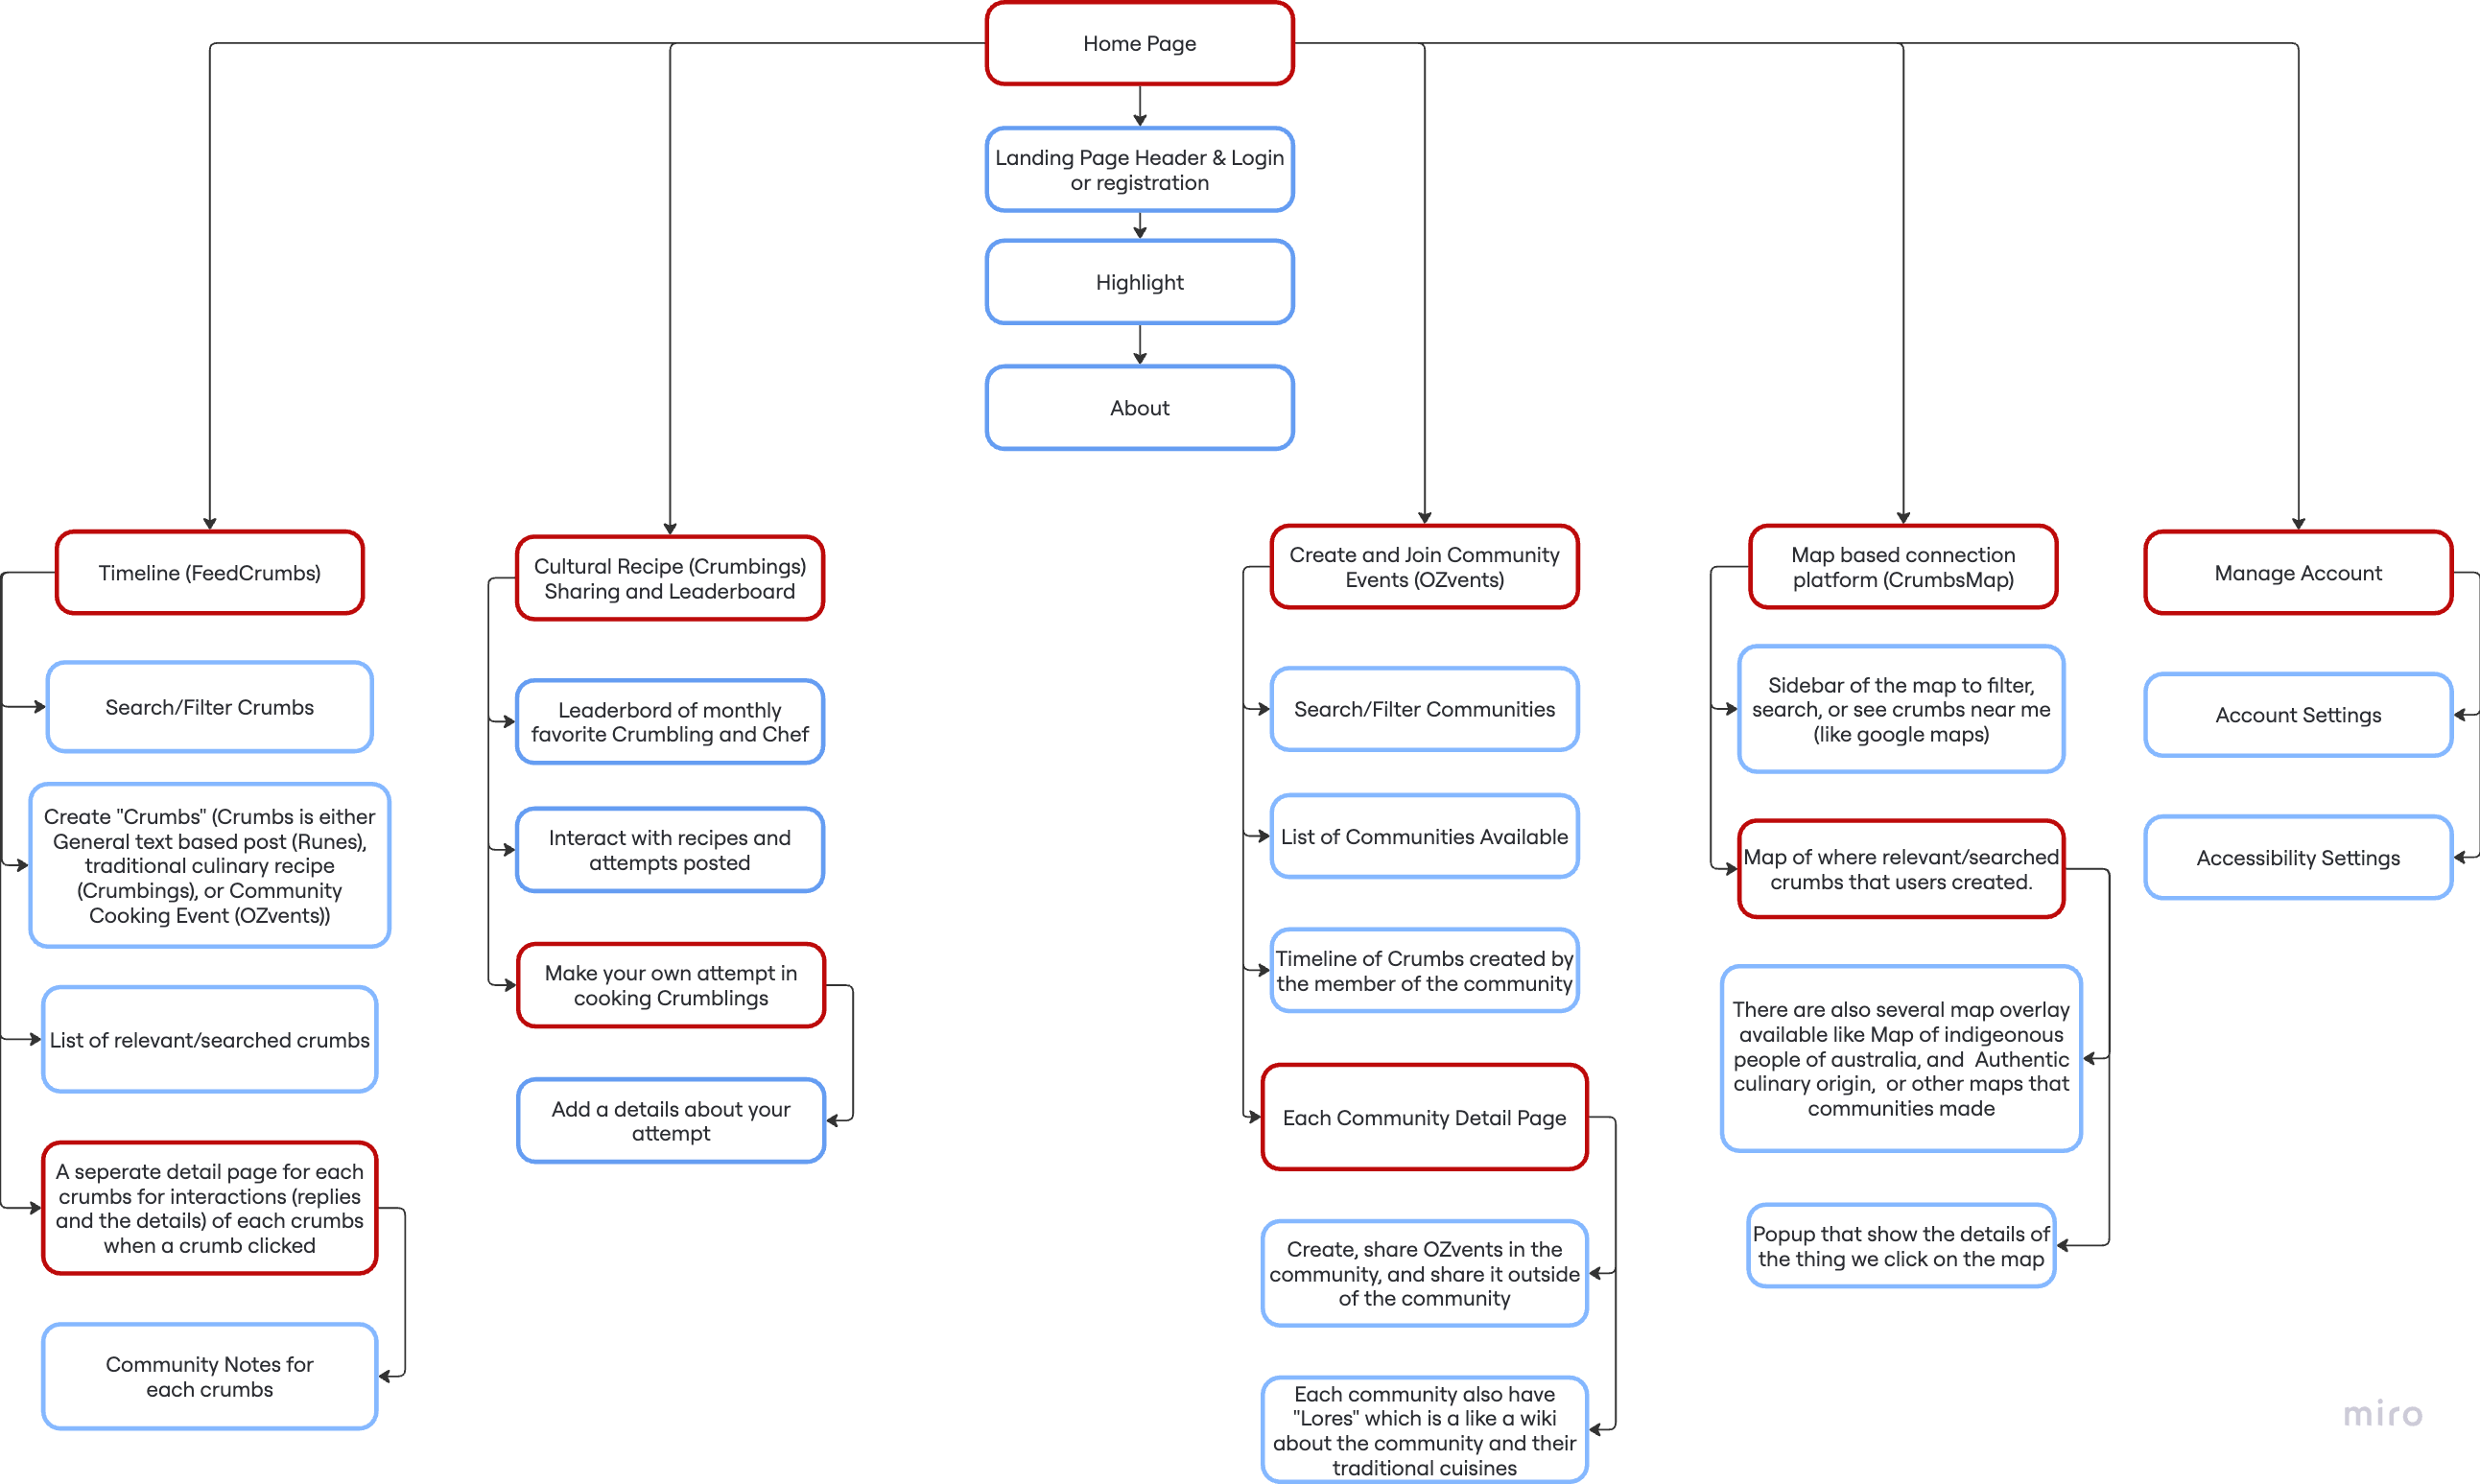 Home Page
Landing Page Header & Login
or registration
Highlight
About
Timeline (FeedCrumbs)
Search/Filter Crumbs
Create "Crumbs" (Crumbs is either
General text based post (Runes),
traditional culinary recipe
(Crumbings), or Community
Cooking Event (OZvents))
List of relevant/searched crumbs
A seperate detail page for each
crumbs for interactions (replies
and the details) of each crumbs
when a crumb clicked
Community Notes for
each crumbs
Cultural Recipe (Crumbings)
Sharing and Leaderboard
Leaderbord of monthly
favorite Crumbling and Chef
Interact with recipes and
attempts posted
Make your own attempt in
cooking Crumblings
Add a details about your
attempt
Create and Join Community
Events (OZvents)
Search/Filter Communities
List of Communities Available
Timeline of Crumbs created by
the member of the community
Each Community Detail Page
Create, share OZvents in the
community, and share it outside
of the community
Each community also have
"Lores" which is a like a wiki
about the community and their
traditional cuisines
Map based connection
platform (CrumbsMap)
Sidebar of the map to filter,
search, or see crumbs near me
(like google maps)
Map of where relevant/searched
crumbs that users created.
There are also several map overlay
available like Map of indigeonous
people of australia, and  Authentic
culinary origin,  or other maps that
communities made
Popup that show the details of
the thing we click on the map
Manage Account
Account Settings
Accessibility Settings
miro